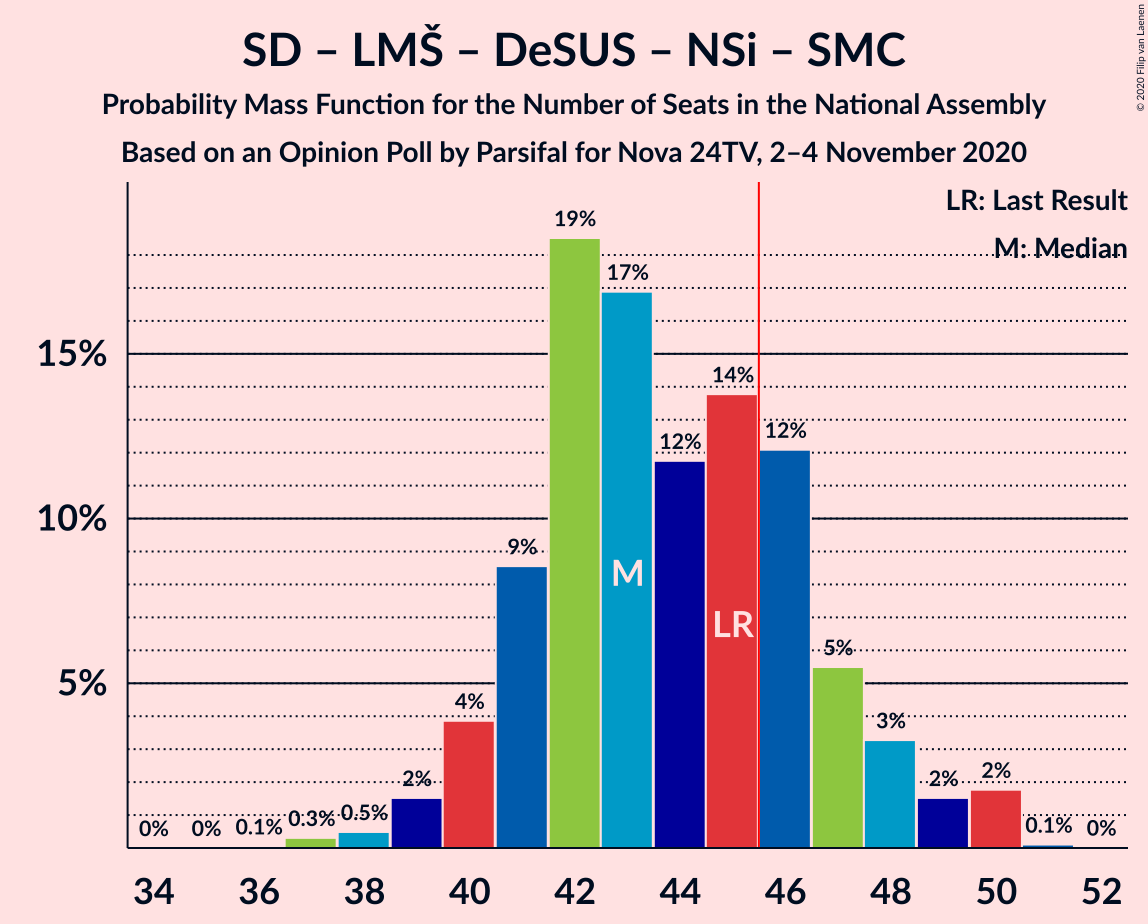 SD – LMŠ – DeSUS – NSi – SMC
Probability Mass Function for the Number of Seats in the National Assembly
Based on an Opinion Poll by Parsifal for Nova 24TV, 2–4 November 2020
© 2020 Filip van Laenen
LR: Last Result
M: Median
15%
10%
5%
0%
0%
0.1%
0.3%
0.5%
2%
4%
9%
19%
17%
12%
14%
12%
5%
3%
2%
2%
0.1%
0%
M
LR
34 36 38 40 42 44 46 48 50 52